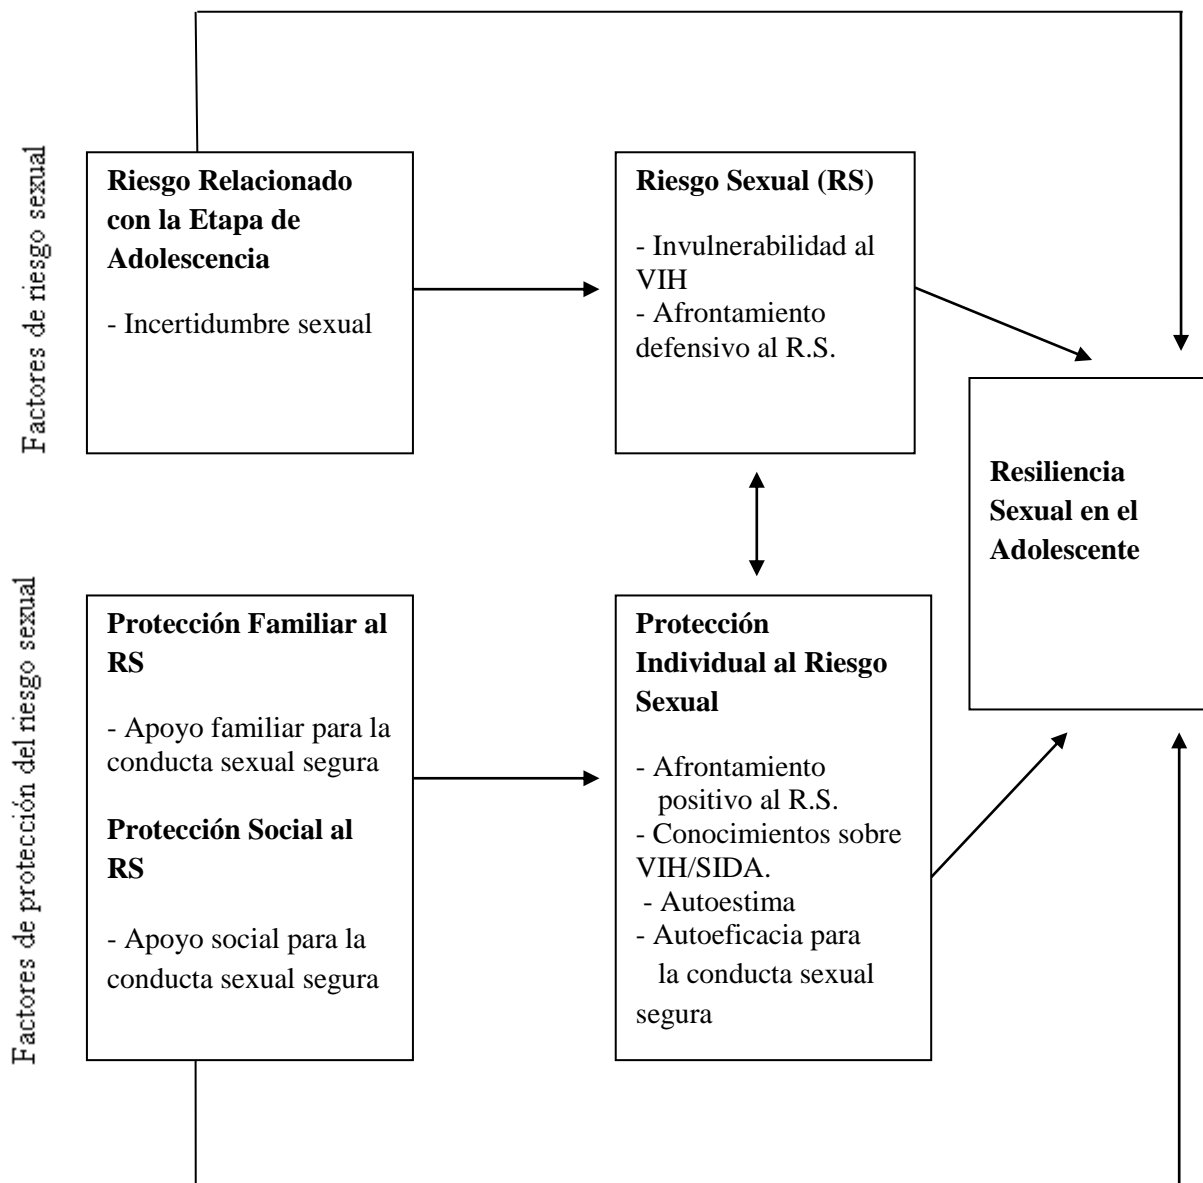 Factores de riesgo sexual
Riesgo Relacionado
con la Etapa de
Adolescencia
- Incertidumbre sexual
Riesgo Sexual (RS)
- Invulnerabilidad al
VIH
- Afrontamiento
defensivo al R.S.
Resiliencia
Sexual en el
Adolescente
Factores de protección del riesgo sexual
Protección Familiar al
RS
- Apoyo familiar para la
conducta sexual segura
Protección Social al
RS
- Apoyo social para la
conducta sexual segura
Protección
Individual al Riesgo
Sexual
- Afrontamiento
positivo al R.S.
- Conocimientos sobre
VIH/SIDA.
- Autoestima
- Autoeficacia para
la conducta sexual
segura